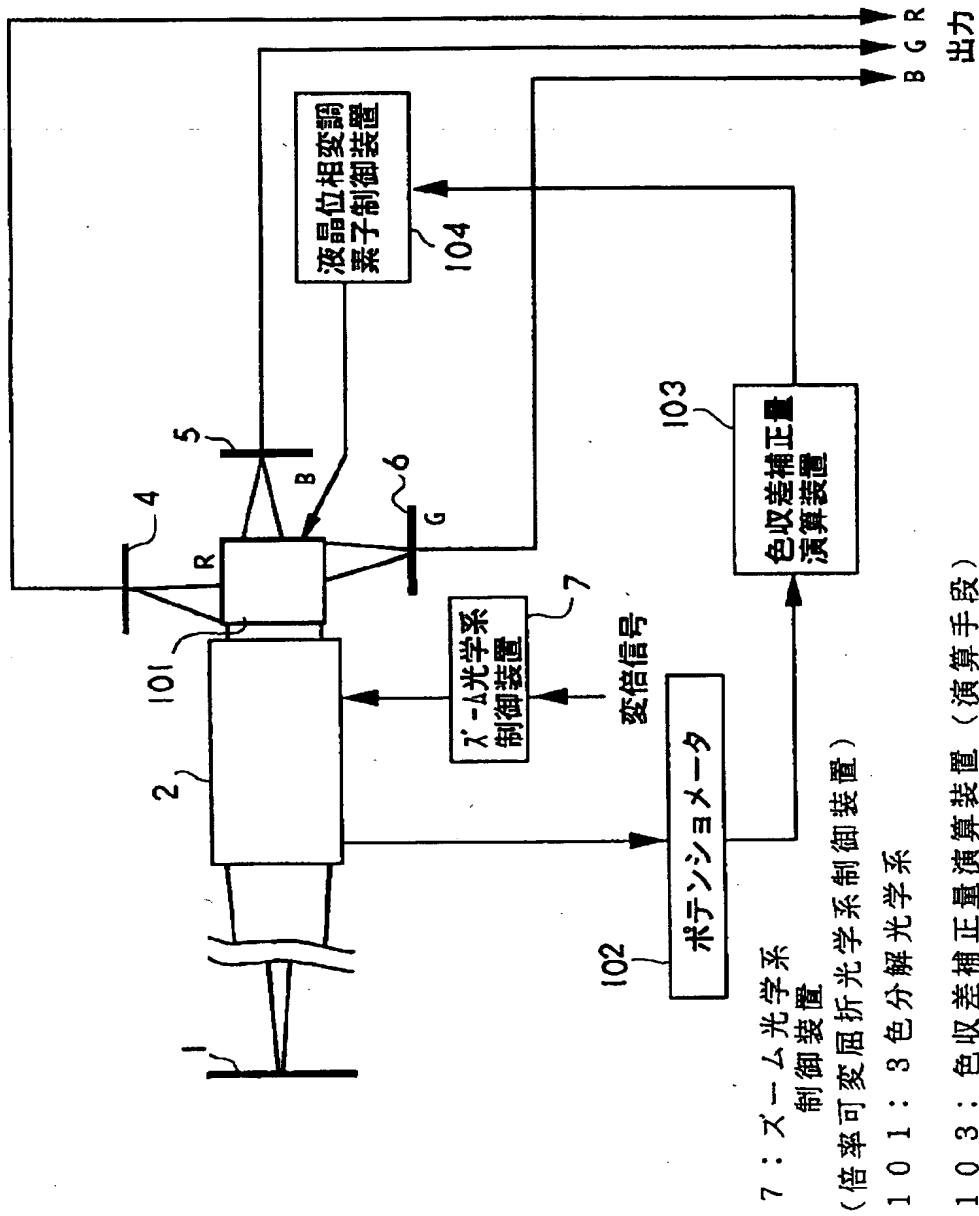 R
G
B
出力
液晶位相変調
素子制御装置
104
5
4
B
R
6
G
103
色収差補正量
演算装置
101
7
ズーム光学系
制御装置
変倍信号
2
ポテンショメータ
102
1
7:ズーム光学系
制御装置
(倍率可変屈折光学系制御装置)
101:3色分解光学系
103:色収差補正量演算装置(演算手段)